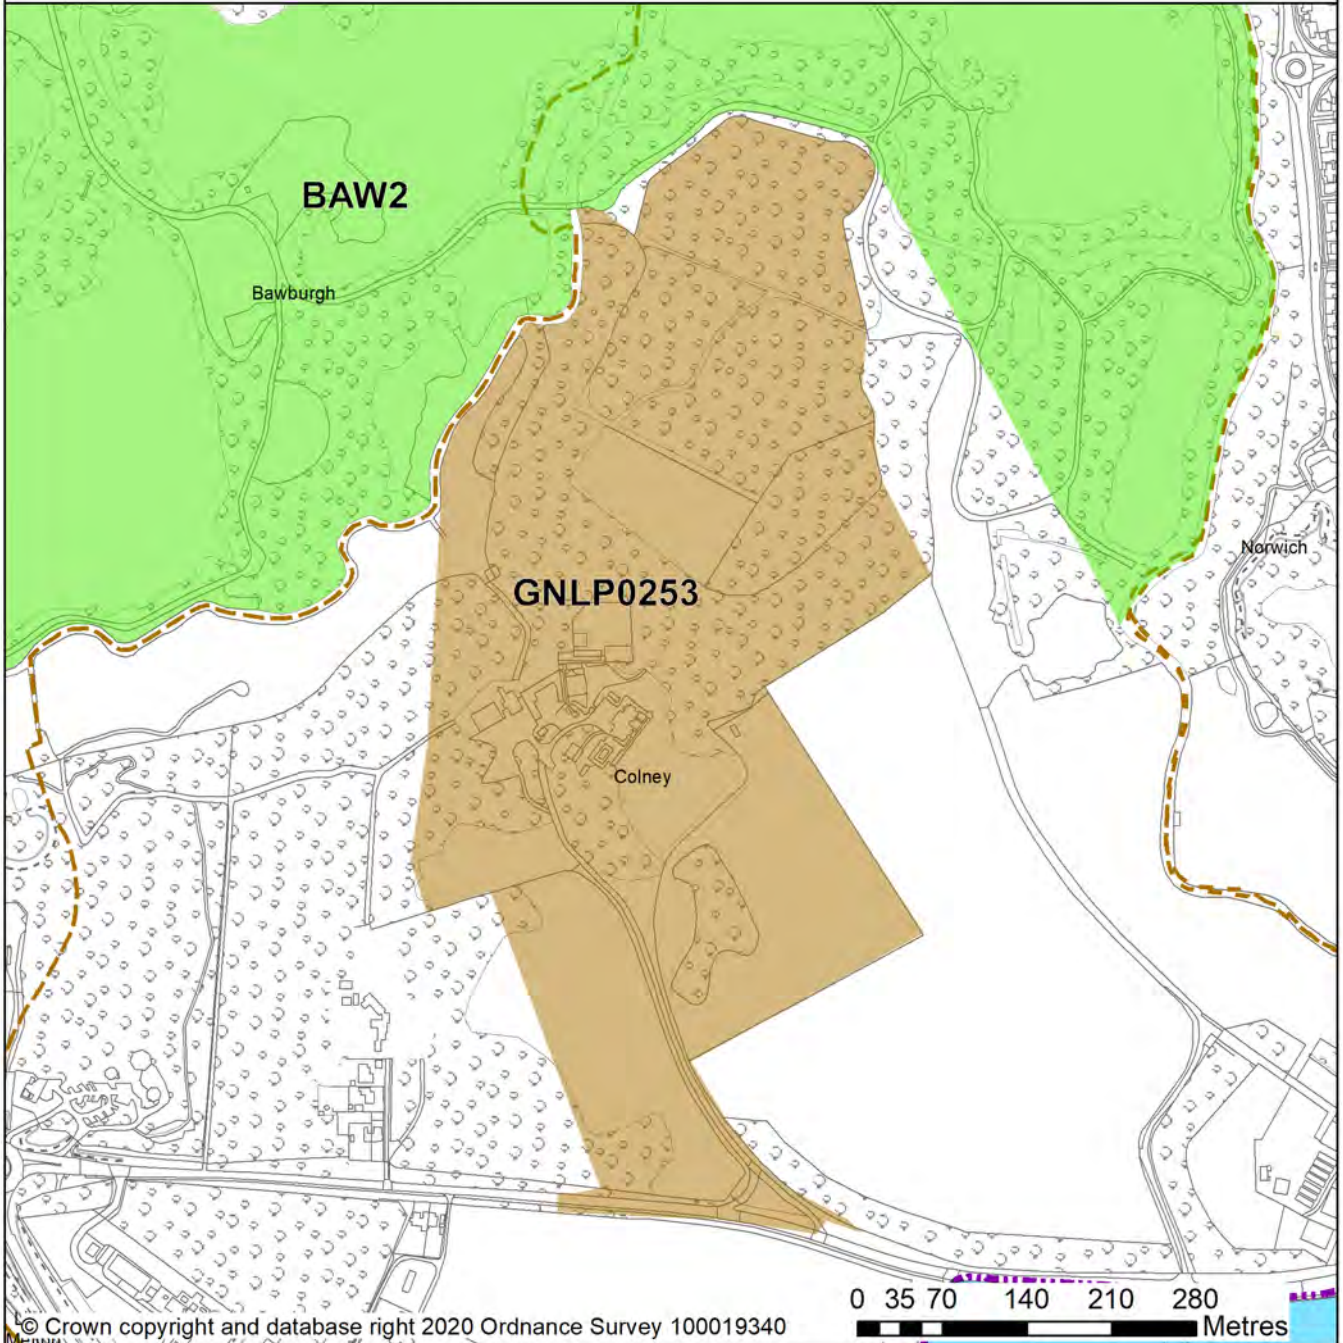 BAW2
Bawburgh
Norwich
GNLP0253
Colney
0 35 70 140 210 280
Metres
© Crown copyright and database right 2020 Ordnance Survey 100019340